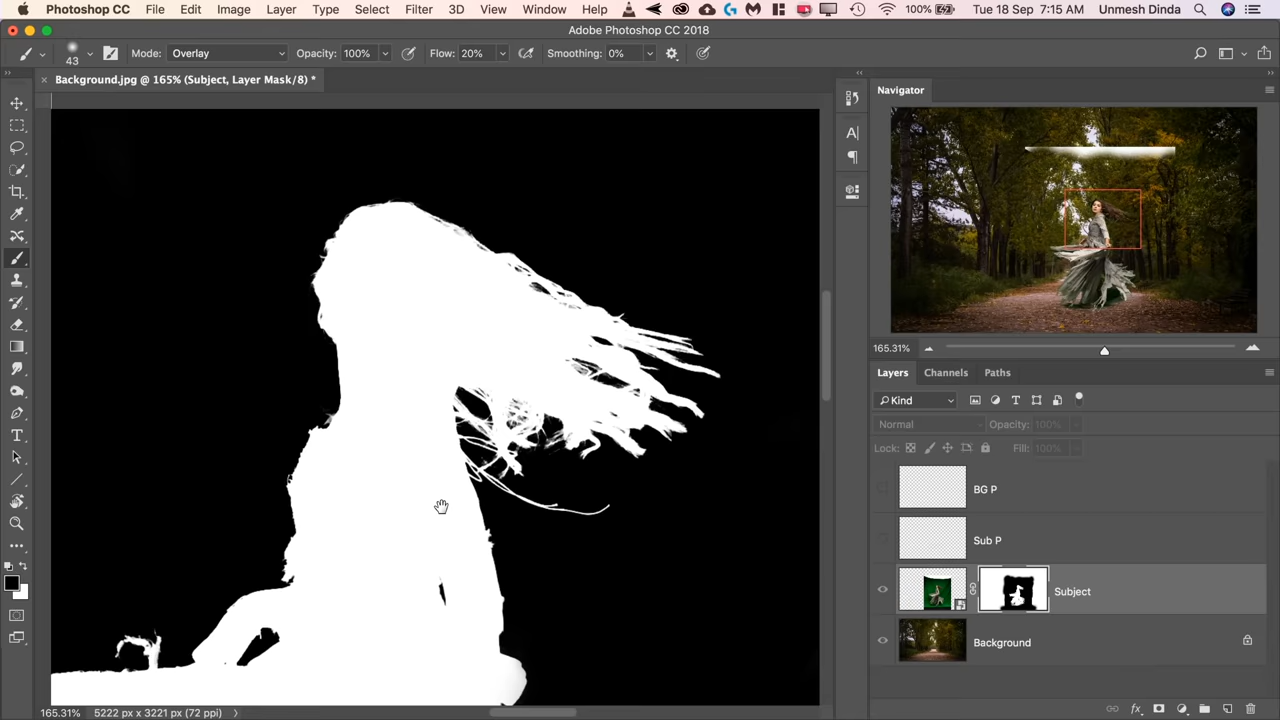 Photoshop CC File Edit Image Layer Type Select Filter 3D View Window Help 100% Tue 18 Sep 7:15 AM Unmesh Dinda
Adobe Photoshop CC 2018
43 Mode: Overlay Opacity: 100% Flow: 20% Smoothing: 0%
Background.jpg @ 165% (Subject, Layer Mask/8) *
Navigator
165.31%
Layers Channels Paths
Kind
Normal Opacity: 100%
Lock: Fill: 100%
BG P
Sub P
Subject
Background
165.31% 5222 px x 3221 px (72 ppi)